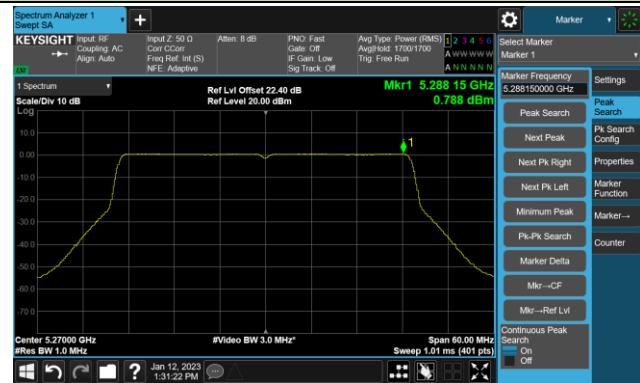 Spectrum Analyzer 1
Swept SA
Marker
KEYSIGHT
Input: RF
Coupling: AC
Align: Auto
Input Z: 50 Ω
Corr CCorr
Freq Ref: Int (S)
NFE: Adaptive
Atten: 8 dB
PNO: Fast
Gate: Off
IF Gain: Low
Sig Track: Off
Avg Type: Power (RMS)
Avg|Hold: 1700/1700
Trig: Free Run
1 2 3 4 5 6
A W W W W W
A N N N N N
Select Marker
Marker 1
1 Spectrum
Scale/Div 10 dB
Log
Ref Lvl Offset 22.40 dB
Ref Level 20.00 dBm
Mkr1 5.288 15 GHz
0.788 dBm
10.0
0.00
-10.0
-20.0
-30.0
-40.0
-50.0
-60.0
-70.0
1
Center 5.27000 GHz
#Res BW 1.0 MHz
#Video BW 3.0 MHz*
Span 60.00 MHz
Sweep 1.01 ms (401 pts)
Marker Frequency
5.288150000 GHz
Peak Search
Next Peak
Next Pk Right
Next Pk Left
Minimum Peak
Pk-Pk Search
Marker Delta
Mkr→CF
Mkr→Ref Lvl
Continuous Peak
Search
On
Off
Settings
Peak
Search
Pk Search
Config
Properties
Marker
Function
Marker→
Counter
?
Jan 12, 2023
1:31:22 PM